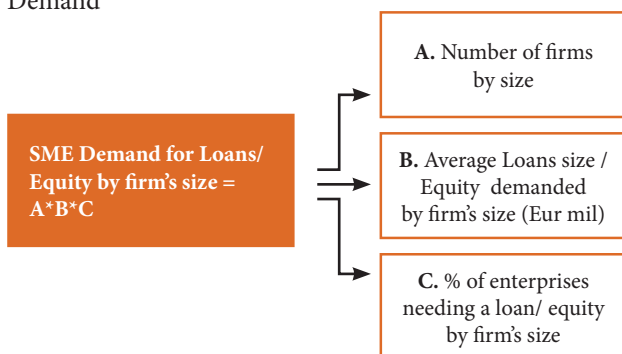 Demand
SME Demand for Loans/
Equity by firm's size =
A*B*C
A. Number of firms
by size
B. Average Loans size /
Equity demanded
by firm's size (Eur mil)
C. % of enterprises
needing a loan/ equity
by firm's size